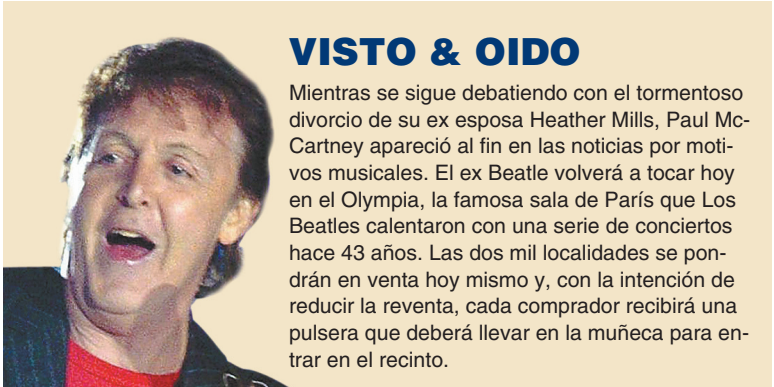 VISTO & OIDO
Mientras se sigue debatiendo con el tormentoso
divorcio de su ex esposa Heather Mills, Paul Mc-
Cartney apareció al fin en las noticias por moti-
vos musicales. El ex Beatle volverá a tocar hoy
en el Olympia, la famosa sala de París que Los
Beatles calentaron con una serie de conciertos
hace 43 años. Las dos mil localidades se pon-
drán en venta hoy mismo y, con la intención de
reducir la reventa, cada comprador recibirá una
pulsera que deberá llevar en la muñeca para en-
trar en el recinto.